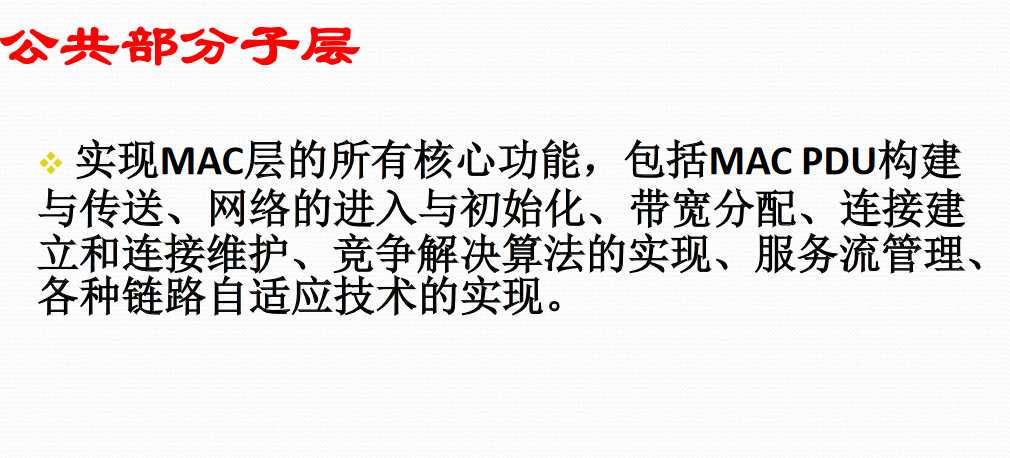 公共部分子层
❖ 实现MAC层的所有核心功能，包括MAC PDU构建
与传送、网络的进入与初始化、带宽分配、连接建
立和连接维护、竞争解决算法的实现、服务流管理、
各种链路自适应技术的实现。